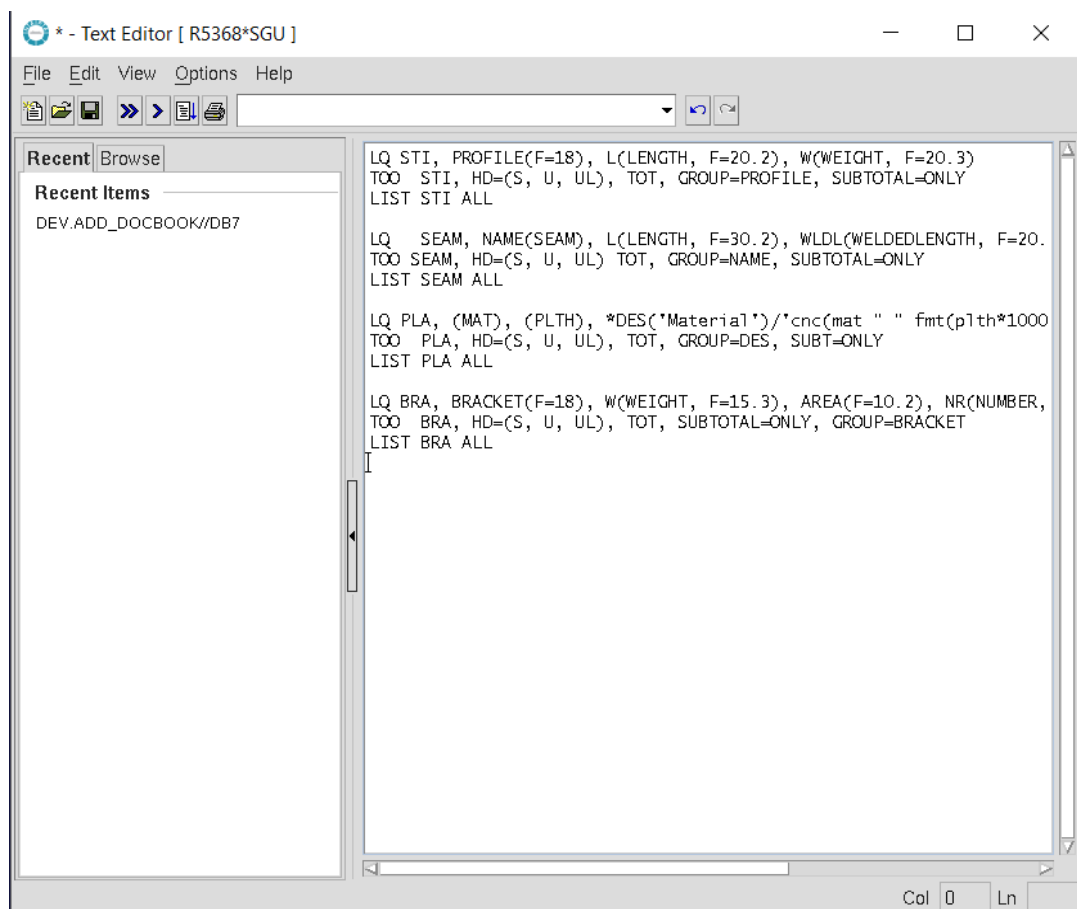 * - Text Editor [ R5368*SGU ]
File Edit View Options Help
Recent Browse
Recent Items
DEV.ADD_DOCBOOK//DB7
LQ STI, PROFILE(F=18), L(LENGTH, F=20.2), W(WEIGHT, F=20.3)
TOO  STI, HD=(S, U, UL), TOT, GROUP=PROFILE, SUBTOTAL=ONLY
LIST STI ALL
LQ   SEAM, NAME(SEAM), L(LENGTH, F=30.2), WLDL(WELDEDLENGTH, F=20.
TOO SEAM, HD=(S, U, UL) TOT, GROUP=NAME, SUBTOTAL=ONLY
LIST SEAM ALL
LQ PLA, (MAT), (PLTH), *DES('Material')/'cnc(mat " " fmt(plth*1000
TOO  PLA, HD=(S, U, UL), TOT, GROUP=DES, SUBT=ONLY
LIST PLA ALL
LQ BRA, BRACKET(F=18), W(WEIGHT, F=15.3), AREA(F=10.2), NR(NUMBER,
TOO  BRA, HD=(S, U, UL), TOT, SUBTOTAL=ONLY, GROUP=BRACKET
LIST BRA ALL
Col 0 Ln